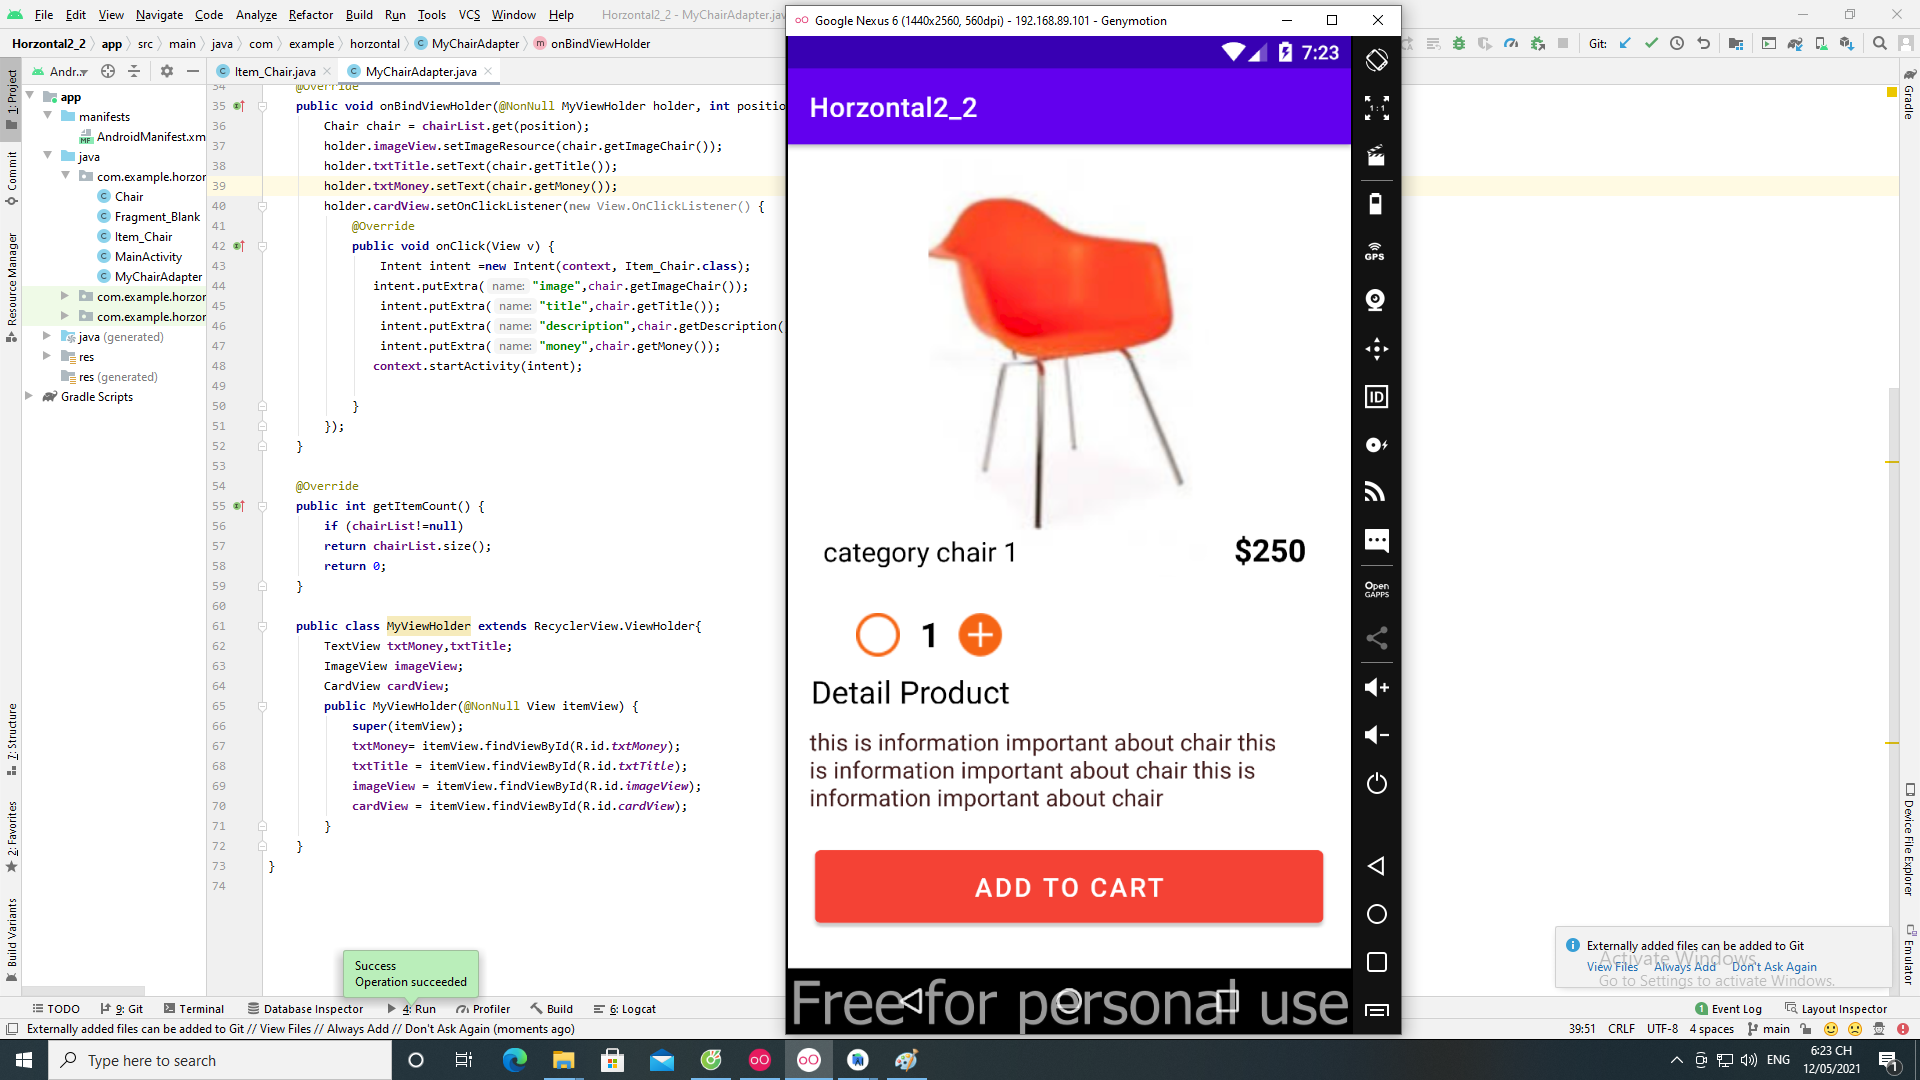 File Edit View Navigate Code Analyze Refactor Build Run Tools VCS Window Help Horzontal2_2 - MyChairAdapter.jav
Google Nexus 6 (1440x2560, 560dpi) - 192.168.89.101 - Genymotion
Horzontal2_2 app src main java com example horzontal MyChairAdapter onBindViewHolder
Git:
Andr..
Item_Chair.java
MyChairAdapter.java
1: Project
Commit
Resource Manager
7: Structure
2: Favorites
Build Variants
app
manifests
AndroidManifest.xm
java
com.example.horzor
Chair
Fragment_Blank
Item_Chair
MainActivity
MyChairAdapter
com.example.horzor
com.example.horzor
java (generated)
res
res (generated)
Gradle Scripts
34 @Override
35 public void onBindViewHolder(@NonNull MyViewHolder holder, int positio
36 Chair chair = chairList.get(position);
37 holder.imageView.setImageResource(chair.getImageChair());
38 holder.txtTitle.setText(chair.getTitle());
39 holder.txtMoney.setText(chair.getMoney());
40 holder.cardView.setOnClickListener(new View.OnClickListener() {
41 @Override
42 public void onClick(View v) {
43 Intent intent =new Intent(context, Item_Chair.class);
44 intent.putExtra( name: "image",chair.getImageChair());
45 intent.putExtra( name: "title",chair.getTitle());
46 intent.putExtra( name: "description",chair.getDescription(
47 intent.putExtra( name: "money",chair.getMoney());
48 context.startActivity(intent);
49
50 }
51 });
52 }
53
54 @Override
55 public int getItemCount() {
56 if (chairList!=null)
57 return chairList.size();
58 return 0;
59 }
60
61 public class MyViewHolder extends RecyclerView.ViewHolder{
62 TextView txtMoney,txtTitle;
63 ImageView imageView;
64 CardView cardView;
65 public MyViewHolder(@NonNull View itemView) {
66 super(itemView);
67 txtMoney= itemView.findViewById(R.id.txtMoney);
68 txtTitle = itemView.findViewById(R.id.txtTitle);
69 imageView = itemView.findViewById(R.id.imageView);
70 cardView = itemView.findViewById(R.id.cardView);
71 }
72 }
73 }
74
Success
Operation succeeded
7:23
Horzontal2_2
category chair 1
$250
1
Detail Product
this is information important about chair this
is information important about chair this is
information important about chair
ADD TO CART
Free for personal use
1:1
GPS
ID
Open
GAPPS
Gradle
Device File Explorer
Emulator
Externally added files can be added to Git
View Files Always Add Don't Ask Again
Activate Windows
Go to Settings to activate Windows.
TODO 9: Git Terminal Database Inspector 4: Run Profiler Build 6: Logcat
1 Event Log Layout Inspector
Externally added files can be added to Git // View Files // Always Add // Don't Ask Again (moments ago)
39:51 CRLF UTF-8 4 spaces main
Type here to search
ENG
6:23 CH
12/05/2021
1